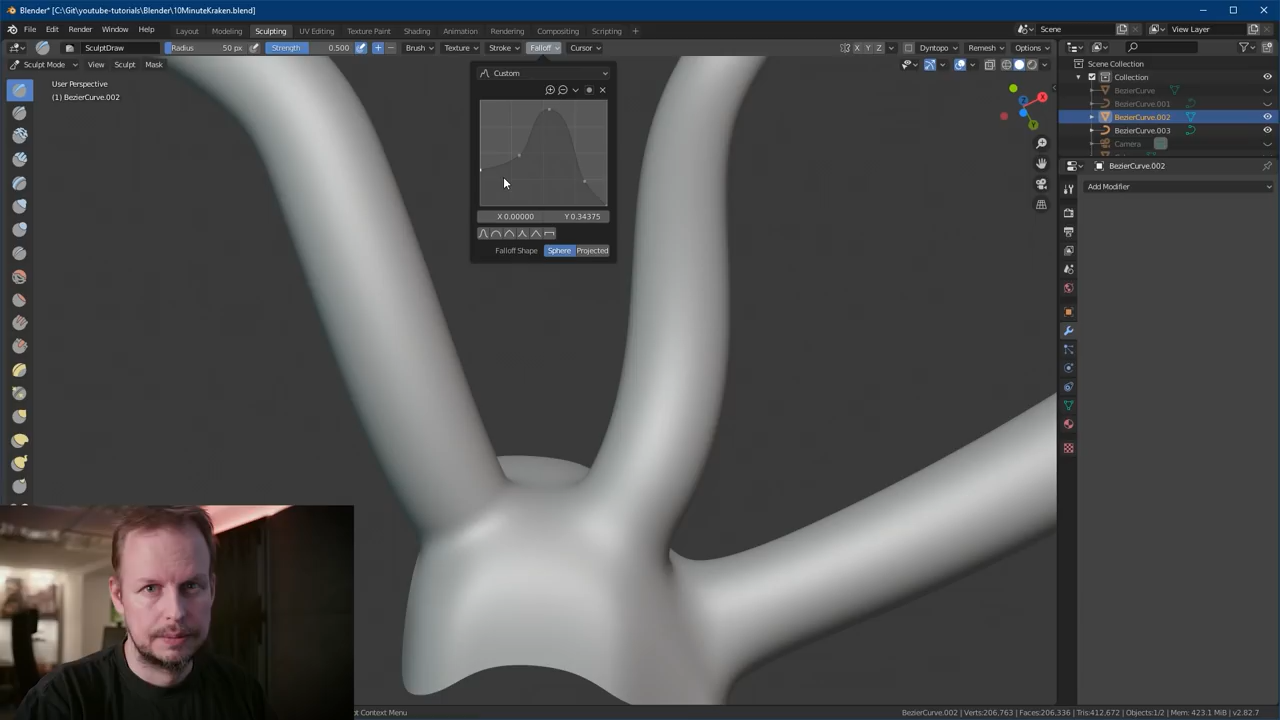 Blender* [C:\Git\youtube-tutorials\Blender\10MinuteKraken.blend]
File Edit Render Window Help Layout Modeling Sculpting UV Editing Texture Paint Shading Animation Rendering Compositing Scripting + Scene View Layer
SculptDraw Radius 50 px Strength 0.500 Brush Texture Stroke Falloff Cursor X Y Z Dyntopo Remesh Options
Sculpt Mode View Sculpt Mask
User Perspective
(1) BezierCurve.002
Custom
X 0.00000 Y 0.34375
Falloff Shape Sphere Projected
X
Z
Y
Scene Collection
Collection
BezierCurve
BezierCurve.001
BezierCurve.002
BezierCurve.003
Camera
BezierCurve.002
Add Modifier
t Context Menu
BezierCurve.002 | Verts:206,763 | Faces:206,336 | Tris:412,672 | Objects:1/2 | Mem: 423.1 MiB | v2.82.7